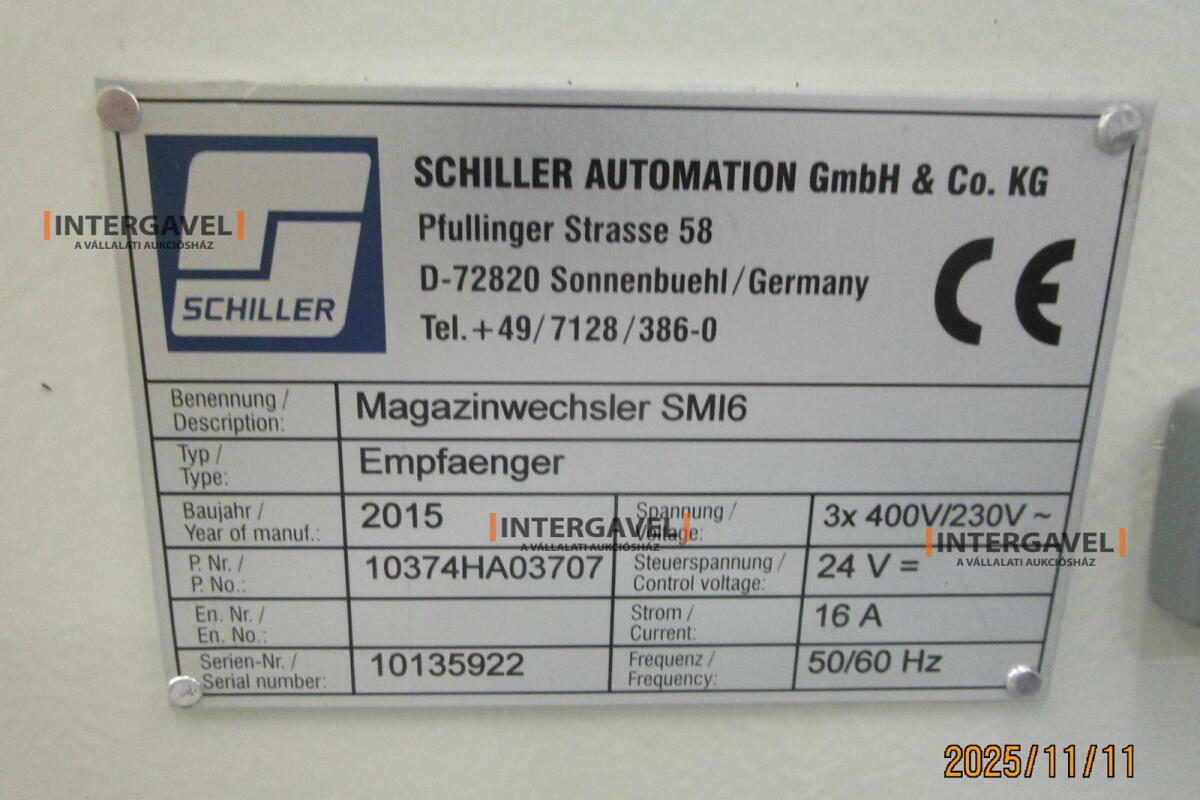 SCHILLER AUTOMATION GmbH & Co. KG
Pfullinger Strasse 58
D-72820 Sonnenbuehl/Germany
Tel.+49/7128/386-0
SCHILLER
CE
Benennung / Description: Magazinwechsler SMI6
Typ / Type: Empfaenger
Baujahr / Year of manuf.: 2015 Spannung / Voltage: 3x 400V/230V ~
P. Nr. / P. No.: 10374HA03707 Steuerspannung / Control voltage: 24 V =
En. Nr. / En. No.: Strom / Current: 16 A
Serien-Nr. / Serial number: 10135922 Frequenz / Frequency: 50/60 Hz
INTERGAVEL
A VÁLLALATI AUKCIÓSHÁZ
INTERGAVEL
A VÁLLALATI AUKCIÓSHÁZ
INTERGAVEL
A VÁLLALATI AUKCIÓSHÁZ
2025/11/11